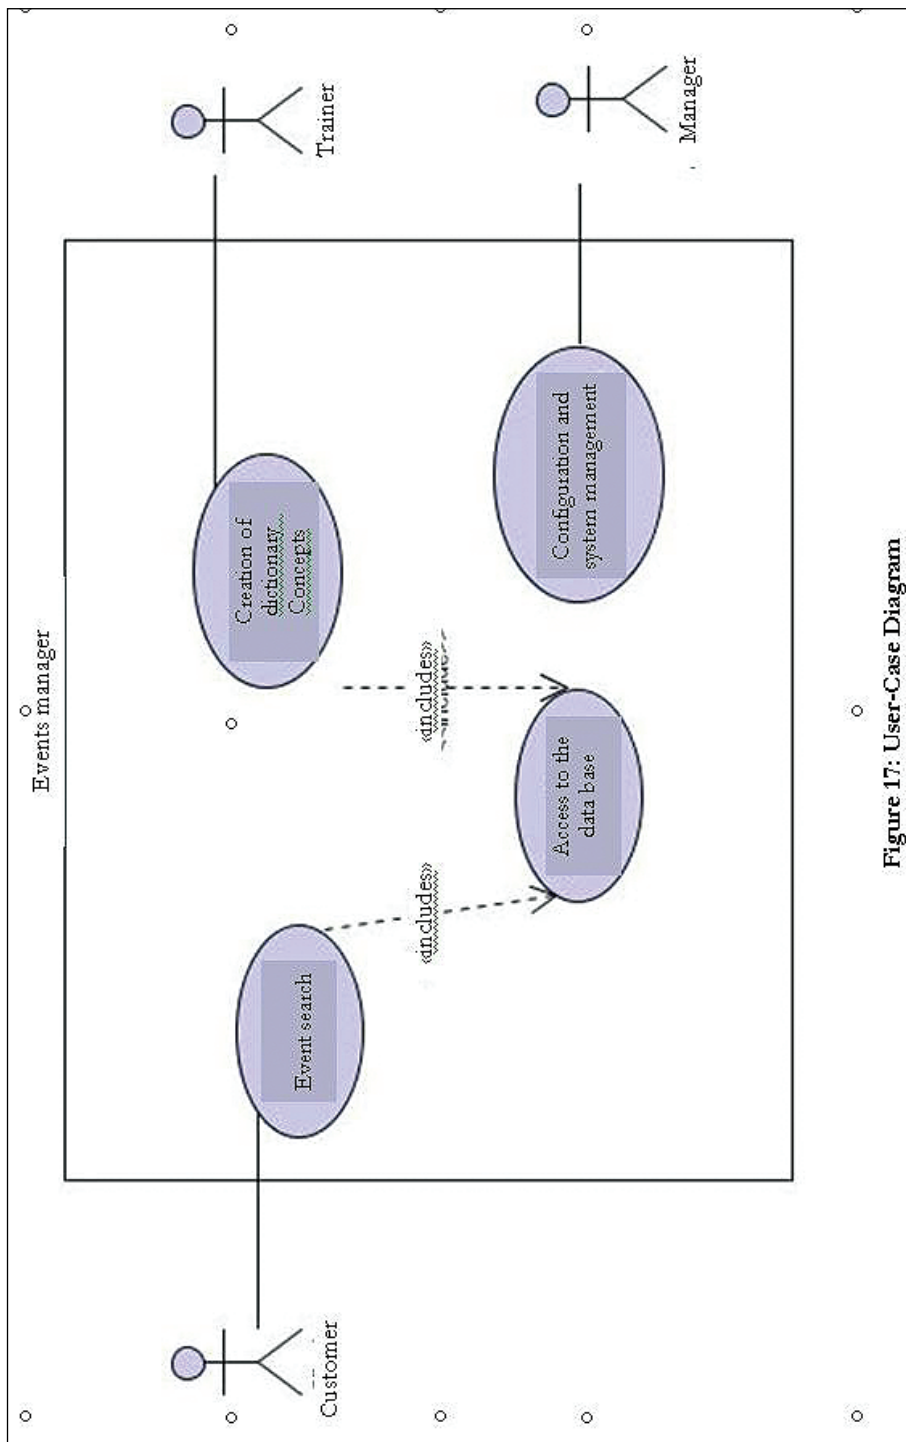 Events manager
Customer
Event search
«includes»
Creation of
dictionary
Concepts
«includes»
Trainer
Access to the
data base
Configuration and
system management
Manager
Figure 17: User-Case Diagram